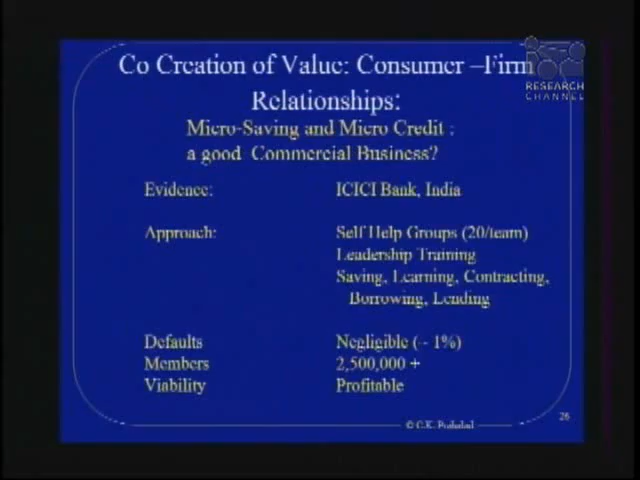 Co Creation of Value: Consumer –Firm
Relationships:
RESEARCH
CHANNEL
Micro-Saving and Micro Credit :
a good Commercial Business?
Evidence: ICICI Bank, India
Approach: Self Help Groups (20/team)
Leadership Training
Saving, Learning, Contracting,
Borrowing, Lending
Defaults Negligible (~ 1%)
Members 2,500,000 +
Viability Profitable
© C.K. Prahalad
26